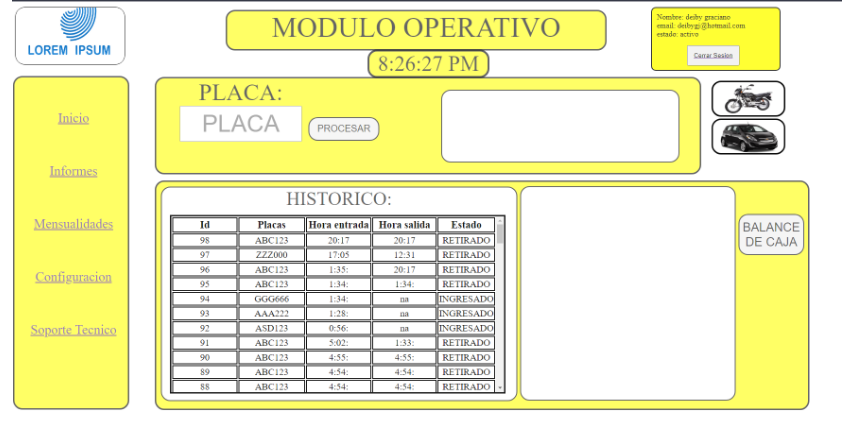 LOREM IPSUM
MODULO OPERATIVO
8:26:27 PM
Nombre: deiby graciano
email: deibygj@hotmail.com
estado: activo
Cerrar Sesion
Inicio
Informes
Mensualidades
Configuracion
Soporte Tecnico
PLACA:
PLACA
PROCESAR
HISTORICO:
Id Placas Hora entrada Hora salida Estado
98 ABC123 20:17 20:17 RETIRADO
97 ZZZ000 17:05 12:31 RETIRADO
96 ABC123 1:35: 20:17 RETIRADO
95 ABC123 1:34: 1:34: RETIRADO
94 GGG666 1:34: na INGRESADO
93 AAA222 1:28: na INGRESADO
92 ASD123 0:56: na INGRESADO
91 ABC123 5:02: 1:33: RETIRADO
90 ABC123 4:55: 4:55: RETIRADO
89 ABC123 4:54: 4:54: RETIRADO
88 ABC123 4:54: 4:54: RETIRADO
BALANCE
DE CAJA